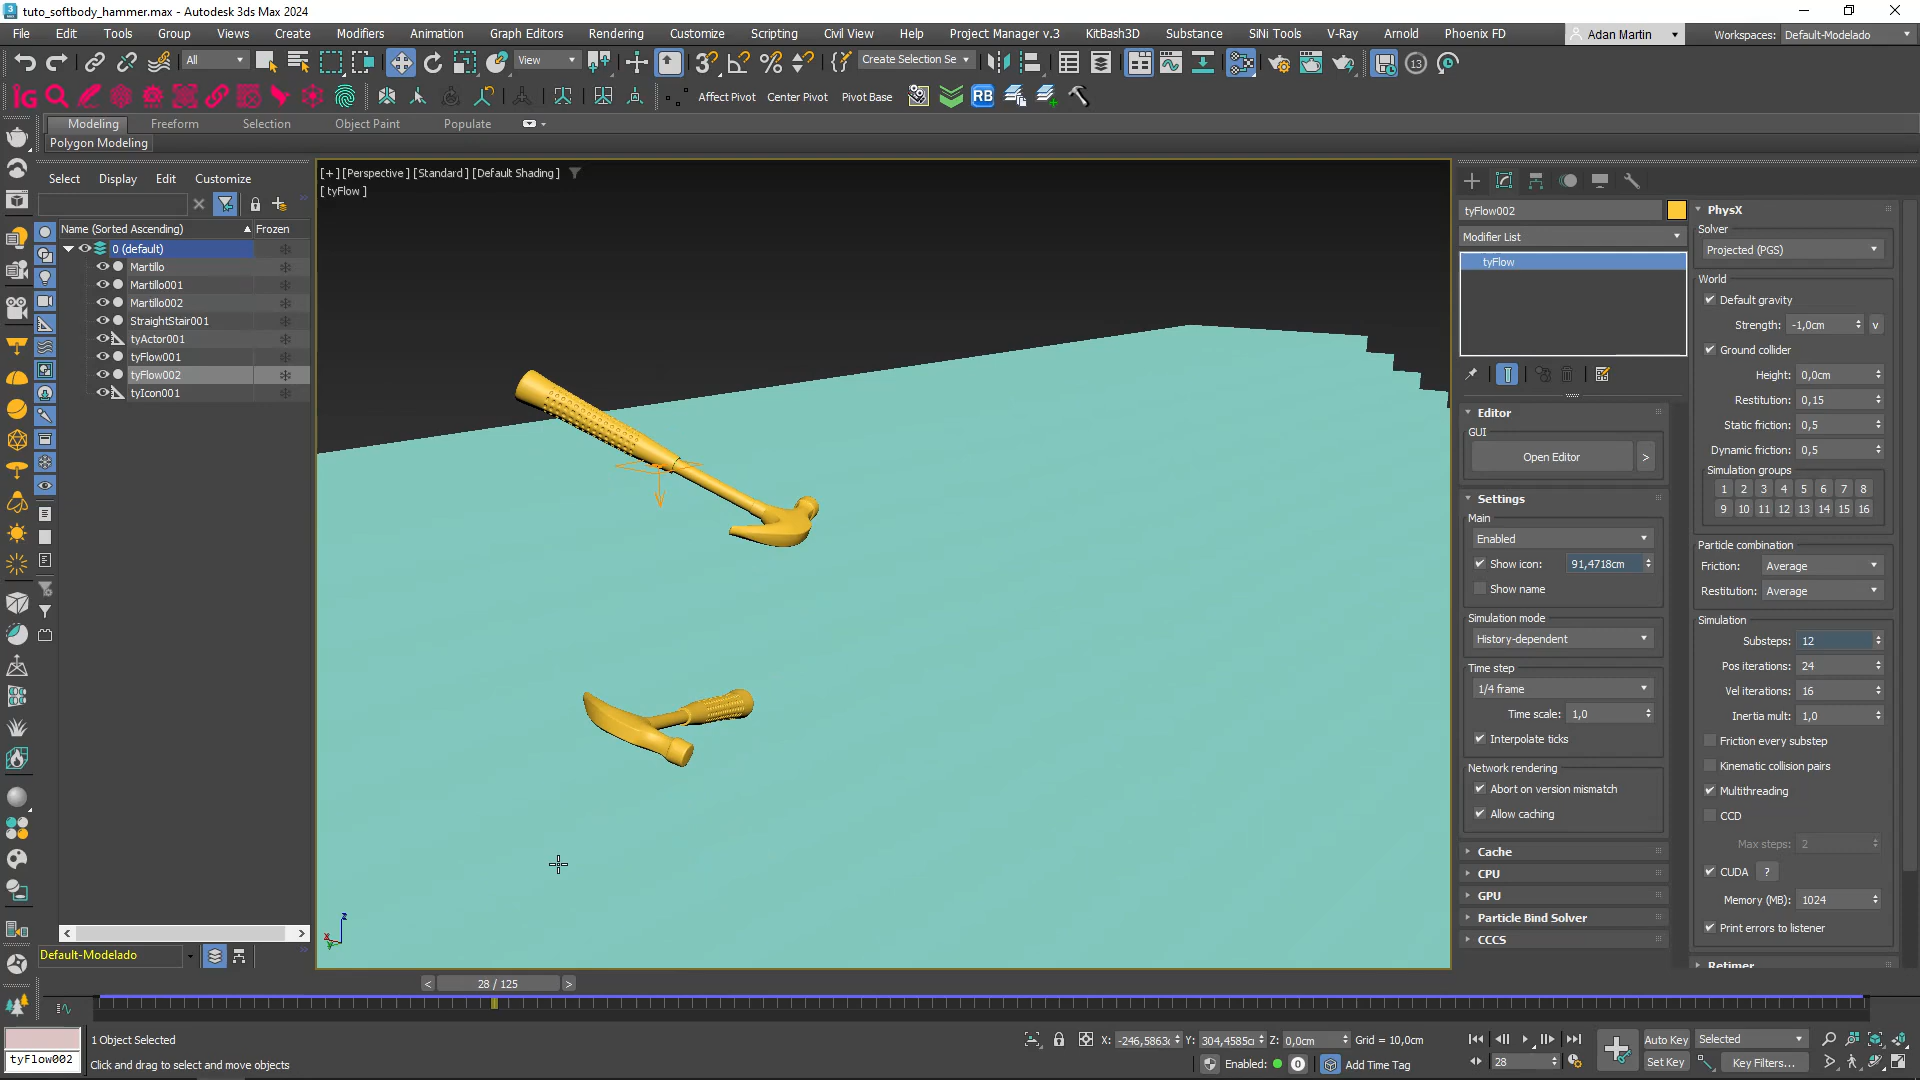 tuto_softbody_hammer.max - Autodesk 3ds Max 2024
File Edit Tools Group Views Create Modifiers Animation Graph Editors Rendering Customize Scripting Civil View Help Project Manager v.3 KitBash3D Substance SiNi Tools V-Ray Arnold Phoenix FD Adan Martin Workspaces: Default-Modelado
All View Create Selection Se 13
Affect Pivot Center Pivot Pivot Base RB
Modeling Freeform Selection Object Paint Populate
Polygon Modeling
Select Display Edit Customize
Name (Sorted Ascending) Frozen
0 (default)
Martillo
Martillo001
Martillo002
StraightStair001
tyActor001
tyFlow001
tyFlow002
tyIcon001
Default-Modelado
[+] [Perspective] [Standard] [Default Shading]
[ tyFlow ]
tyFlow002
Modifier List
tyFlow
Editor
GUI
Open Editor >
Settings
Main
Enabled
Show icon: 91,4718cm
Show name
Simulation mode
History-dependent
Time step
1/4 frame
Time scale: 1,0
Interpolate ticks
Network rendering
Abort on version mismatch
Allow caching
Cache
CPU
GPU
Particle Bind Solver
CCCS
PhysX
Solver
Projected (PGS)
World
Default gravity
Strength: -1,0cm v
Ground collider
Height: 0,0cm
Restitution: 0,15
Static friction: 0,5
Dynamic friction: 0,5
Simulation groups
1 2 3 4 5 6 7 8
9 10 11 12 13 14 15 16
Particle combination
Friction: Average
Restitution: Average
Simulation
Substeps: 12
Pos iterations: 24
Vel iterations: 16
Inertia mult: 1,0
Friction every substep
Kinematic collision pairs
Multithreading
CCD
Max steps: 2
CUDA ?
Memory (MB): 1024
Print errors to listener
Retimer
z
x
y
< 28 / 125 >
tyFlow002
1 Object Selected
Click and drag to select and move objects
X: -246,5863c Y: 304,4585c Z: 0,0cm Grid = 10,0cm
Enabled: 0 Add Time Tag
28
Auto Key Selected
Set Key Key Filters...